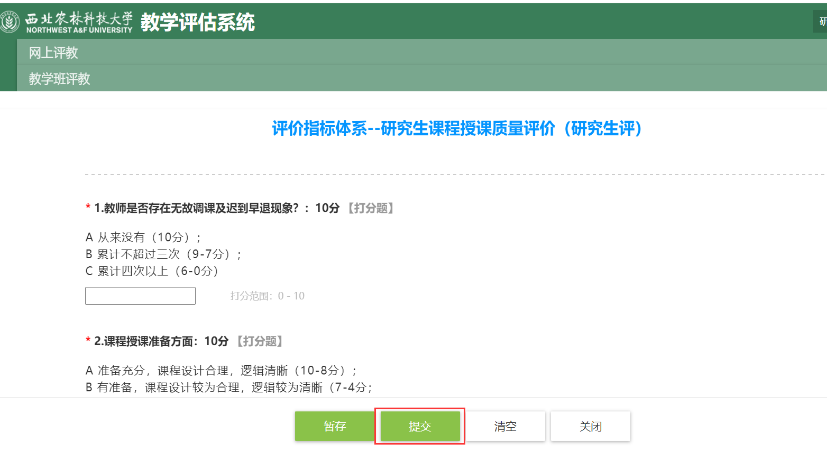 西北农林科技大学
NORTHWEST A&F UNIVERSITY
教学评估系统
研
网上评教
教学班评教
评价指标体系--研究生课程授课质量评价（研究生评）
* 1.教师是否存在无故调课及迟到早退现象？：10分 【打分题】
A 从来没有（10分）；
B 累计不超过三次（9-7分）；
C 累计四次以上（6-0分）
打分范围：0 - 10
* 2.课程授课准备方面：10分 【打分题】
A 准备充分，课程设计合理，逻辑清晰（10-8分）；
B 有准备，课程设计较为合理，逻辑较为清晰（7-4分；
暂存 提交 清空 关闭